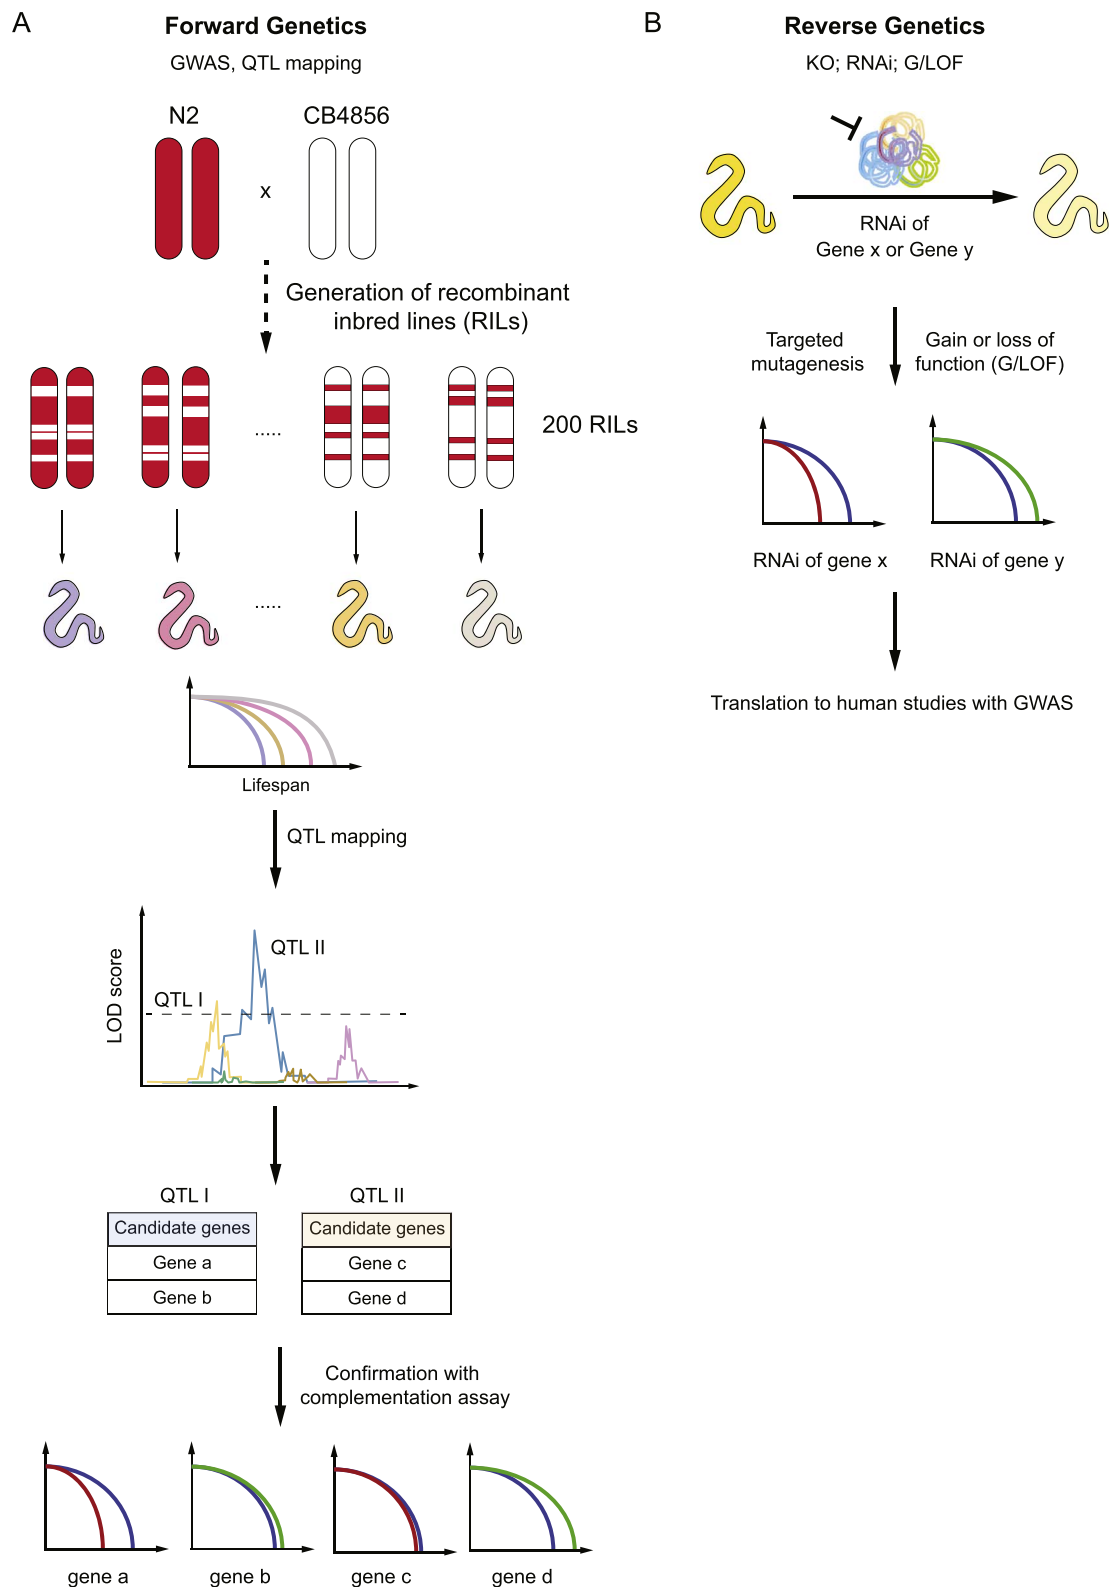 A
Forward Genetics
GWAS, QTL mapping
N2
CB4856
x
Generation of recombinant
inbred lines (RILs)
.....
200 RILs
.....
Lifespan
QTL mapping
LOD score
QTL I
QTL II
QTL I
QTL II
Candidate genes
Candidate genes
Gene a
Gene c
Gene b
Gene d
Confirmation with
complementation assay
gene a
gene b
gene c
gene d
B
Reverse Genetics
KO; RNAi; G/LOF
RNAi of
Gene x or Gene y
Targeted
mutagenesis
Gain or loss of
function (G/LOF)
RNAi of gene x
RNAi of gene y
Translation to human studies with GWAS